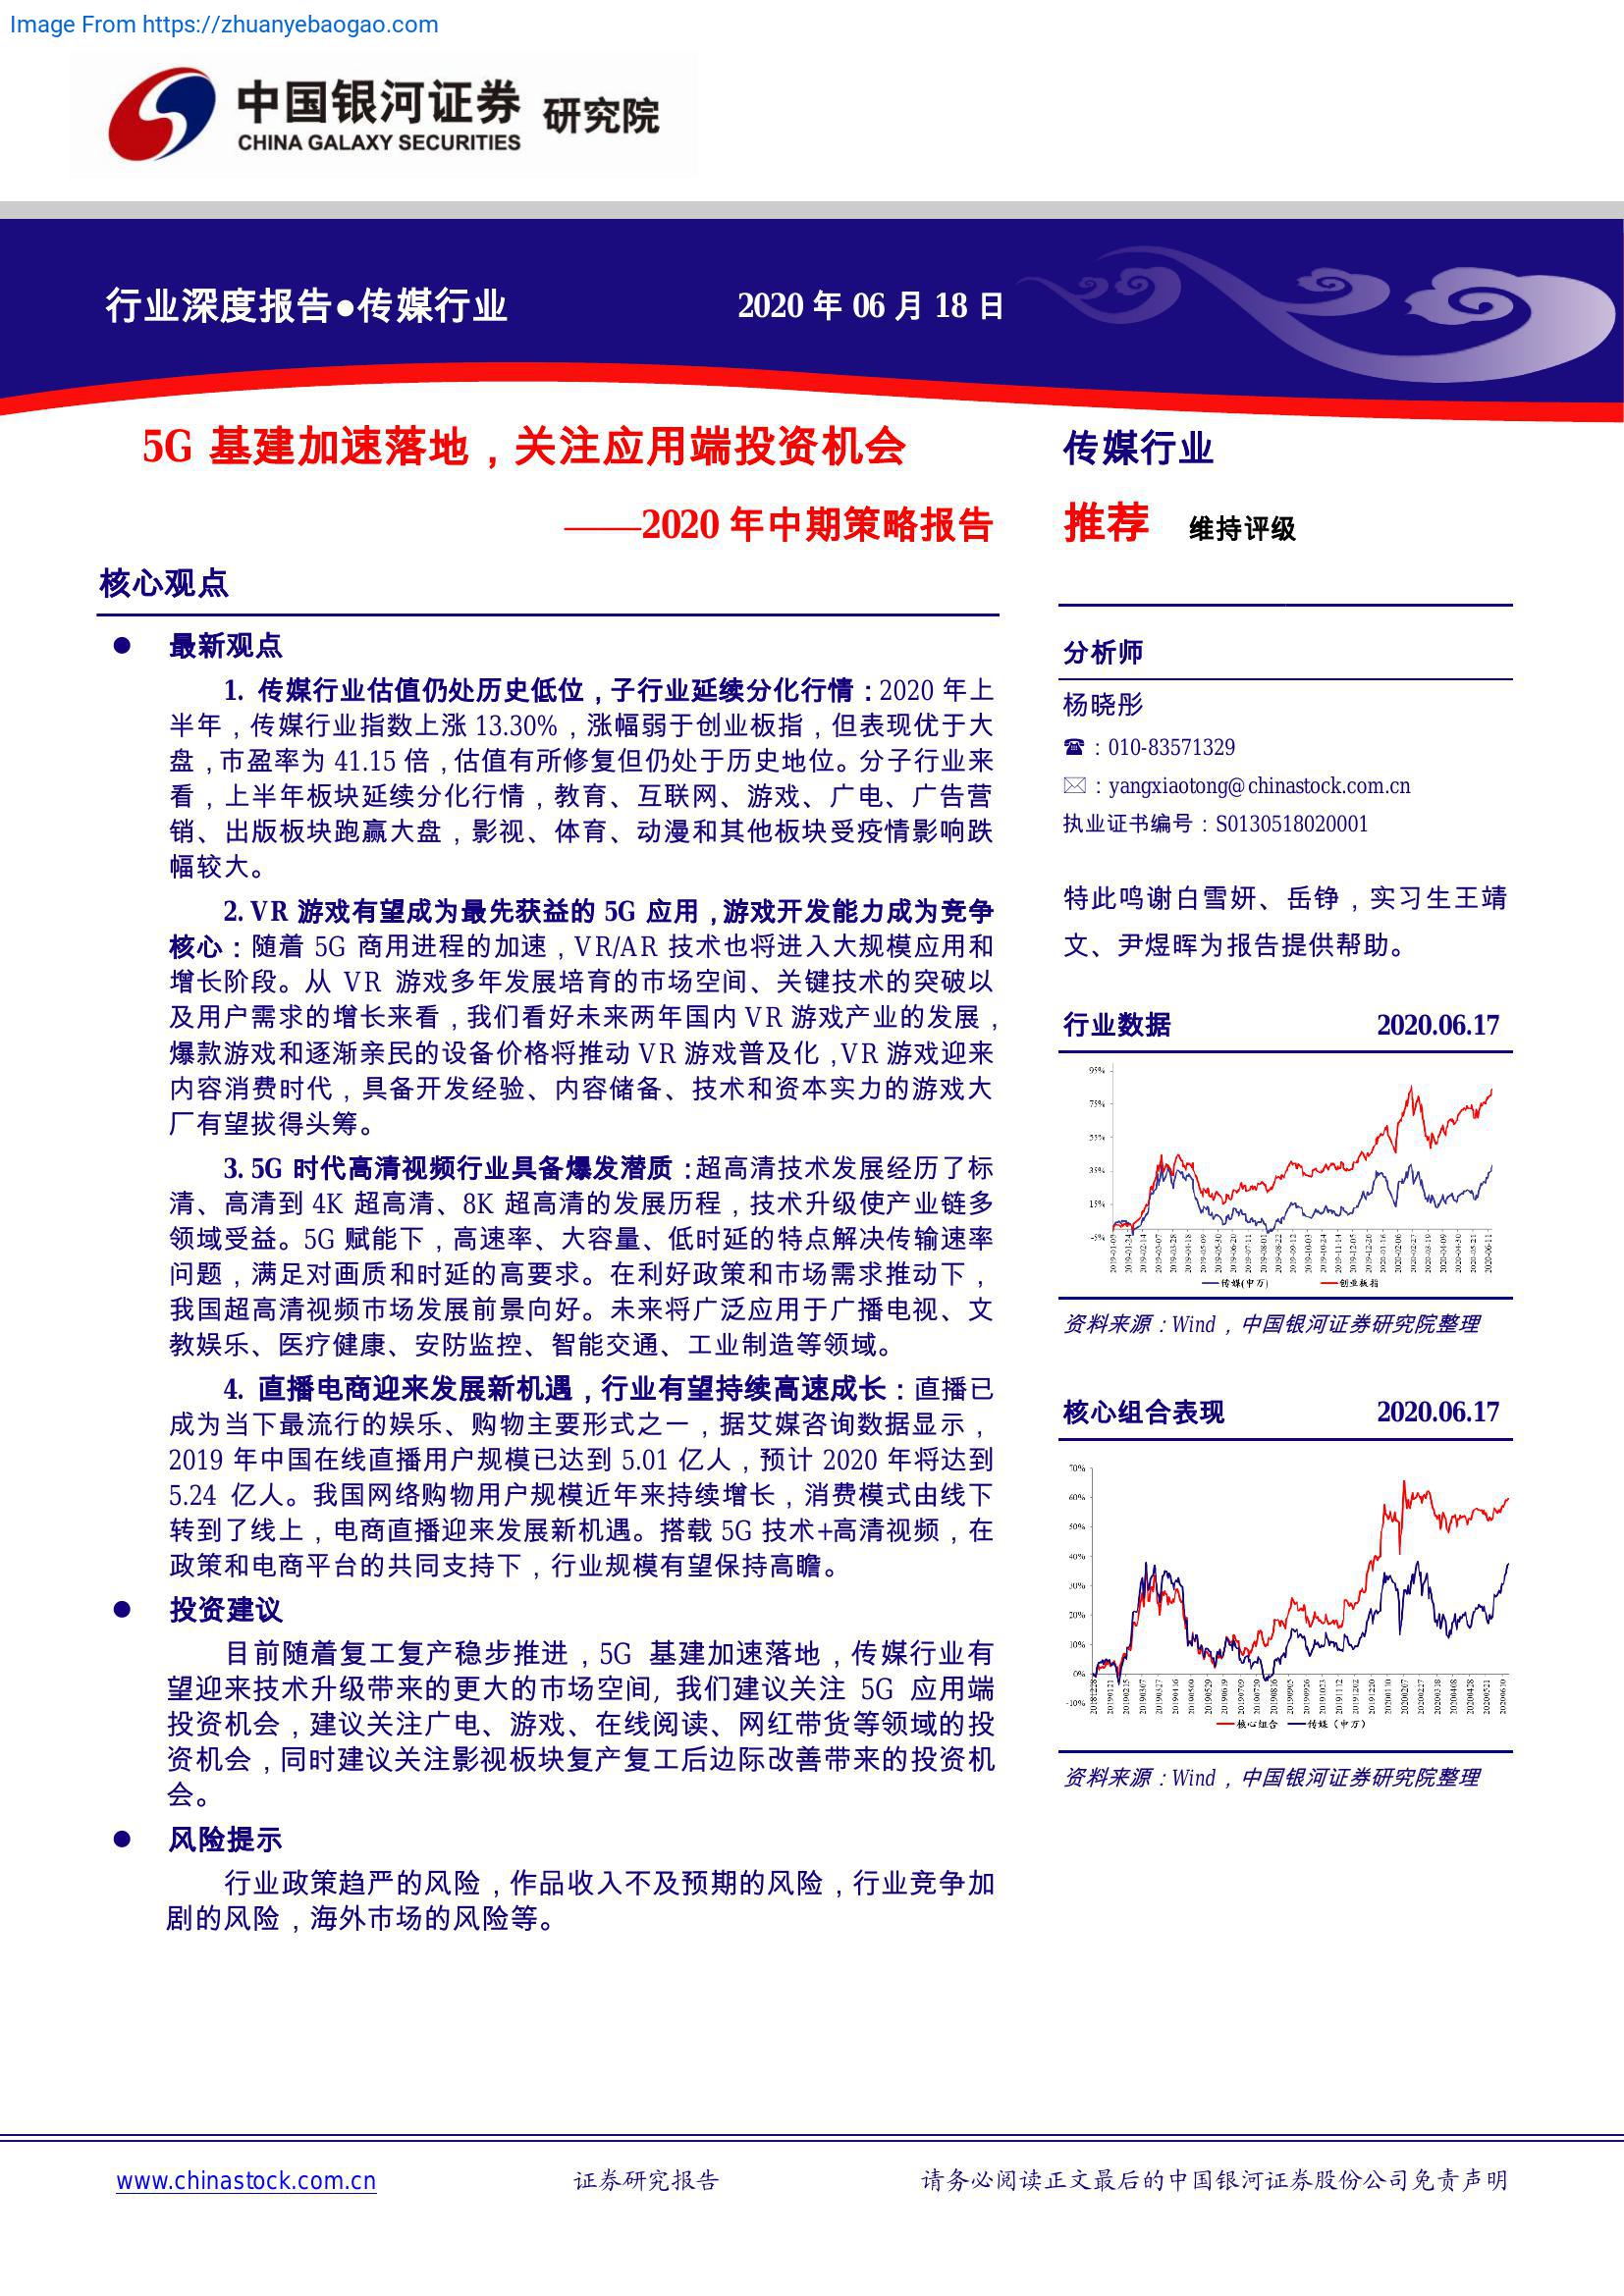 Image From https://zhuanyebaogao.com
中国银河证券 研究院
CHINA GALAXY SECURITIES
行业深度报告●传媒行业
2020 年 06 月 18 日
5G 基建加速落地，关注应用端投资机会
——2020 年中期策略报告
核心观点
● 最新观点
1. 传媒行业估值仍处历史低位，子行业延续分化行情：2020 年上
半年，传媒行业指数上涨 13.30%，涨幅弱于创业板指，但表现优于大
盘，市盈率为 41.15 倍，估值有所修复但仍处于历史地位。分子行业来
看，上半年板块延续分化行情，教育、互联网、游戏、广电、广告营
销、出版板块跑赢大盘，影视、体育、动漫和其他板块受疫情影响跌
幅较大。
2. VR 游戏有望成为最先获益的 5G 应用，游戏开发能力成为竞争
核心：随着 5G 商用进程的加速，VR/AR 技术也将进入大规模应用和
增长阶段。从 VR 游戏多年发展培育的市场空间、关键技术的突破以
及用户需求的增长来看，我们看好未来两年国内 VR 游戏产业的发展，
爆款游戏和逐渐亲民的设备价格将推动 VR 游戏普及化，VR 游戏迎来
内容消费时代，具备开发经验、内容储备、技术和资本实力的游戏大
厂有望拔得头筹。
3. 5G 时代高清视频行业具备爆发潜质：超高清技术发展经历了标
清、高清到 4K 超高清、8K 超高清的发展历程，技术升级使产业链多
领域受益。5G 赋能下，高速率、大容量、低时延的特点解决传输速率
问题，满足对画质和时延的高要求。在利好政策和市场需求推动下，
我国超高清视频市场发展前景向好。未来将广泛应用于广播电视、文
教娱乐、医疗健康、安防监控、智能交通、工业制造等领域。
4. 直播电商迎来发展新机遇，行业有望持续高速成长：直播已
成为当下最流行的娱乐、购物主要形式之一，据艾媒咨询数据显示，
2019 年中国在线直播用户规模已达到 5.01 亿人，预计 2020 年将达到
5.24 亿人。我国网络购物用户规模近年来持续增长，消费模式由线下
转到了线上，电商直播迎来发展新机遇。搭载 5G 技术+高清视频，在
政策和电商平台的共同支持下，行业规模有望保持高瞻。
● 投资建议
目前随着复工复产稳步推进，5G 基建加速落地，传媒行业有
望迎来技术升级带来的更大的市场空间, 我们建议关注 5G 应用端
投资机会，建议关注广电、游戏、在线阅读、网红带货等领域的投
资机会，同时建议关注影视板块复产复工后边际改善带来的投资机
会。
● 风险提示
行业政策趋严的风险，作品收入不及预期的风险，行业竞争加
剧的风险，海外市场的风险等。
传媒行业
推荐 维持评级
分析师
杨晓彤
☎：010-83571329
✉：yangxiaotong@chinastock.com.cn
执业证书编号：S0130518020001
特此鸣谢白雪妍、岳铮，实习生王靖
文、尹煜晖为报告提供帮助。
行业数据 2020.06.17
95%
75%
55%
35%
15%
-5%
传媒(申万) 创业板指
资料来源：Wind，中国银河证券研究院整理
核心组合表现 2020.06.17
70%
60%
50%
40%
30%
20%
10%
0%
-10%
核心组合 传媒（申万）
资料来源：Wind，中国银河证券研究院整理
www.chinastock.com.cn
证券研究报告
请务必阅读正文最后的中国银河证券股份公司免责声明